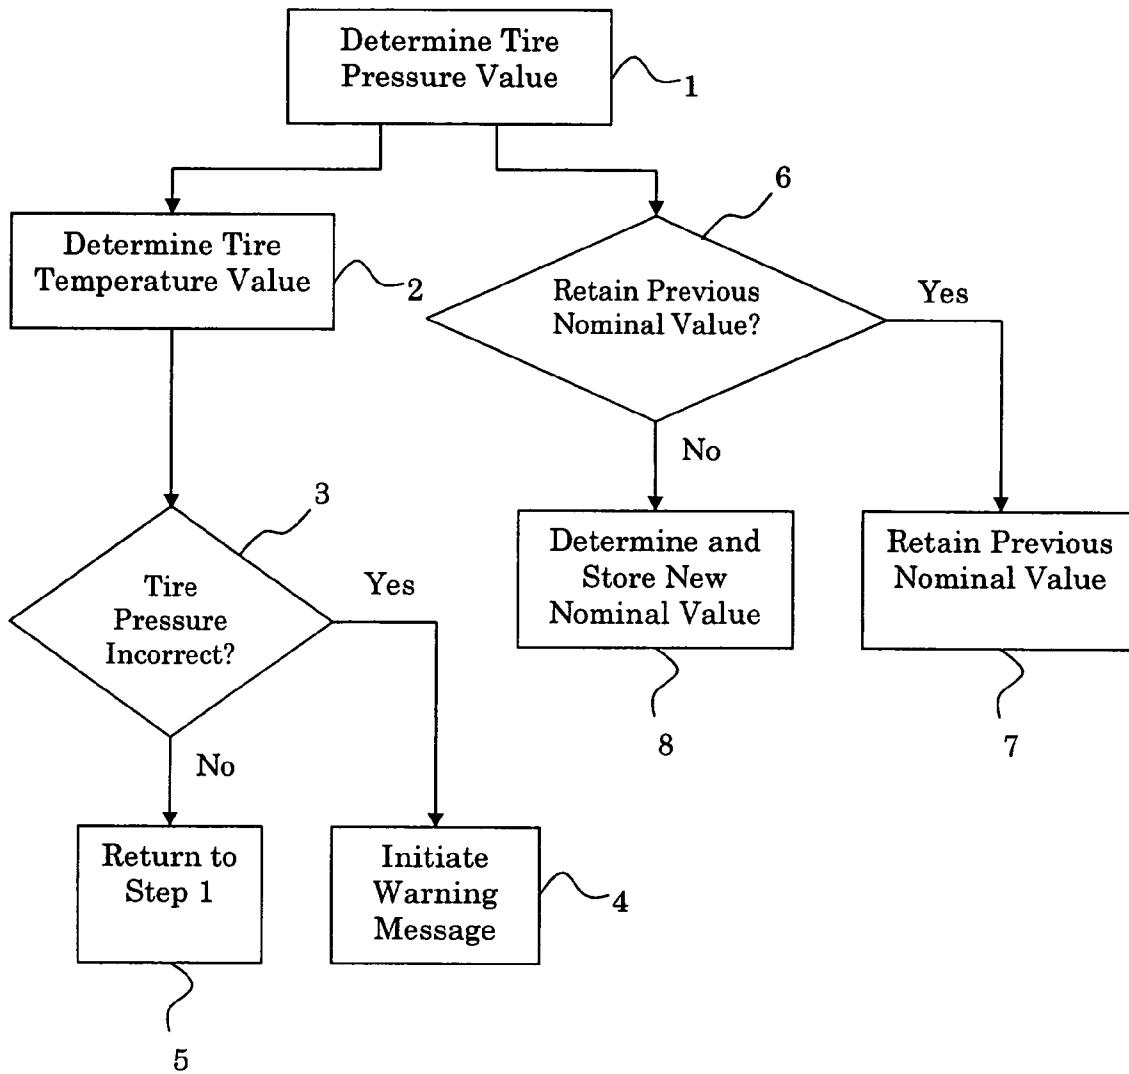 Determine Tire
Pressure Value
1
6
Determine Tire
Temperature Value
2
Retain Previous
Nominal Value?
Yes
No
3
Tire
Pressure
Incorrect?
Yes
Determine and
Store New
Nominal Value
Retain Previous
Nominal Value
8
7
No
Return to
Step 1
Initiate
Warning
Message
4
5